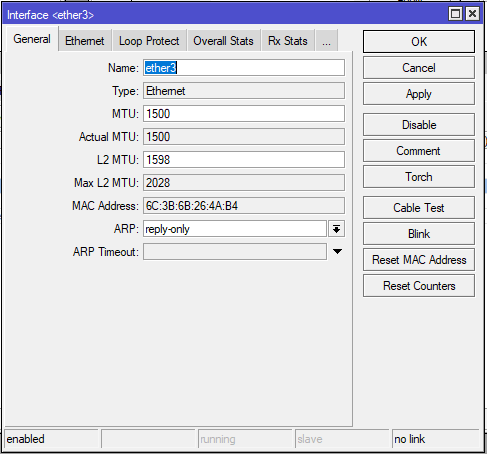 Interface <ether3>
General Ethernet Loop Protect Overall Stats Rx Stats ...
Name: ether3
Type: Ethernet
MTU: 1500
Actual MTU: 1500
L2 MTU: 1598
Max L2 MTU: 2028
MAC Address: 6C:3B:6B:26:4A:B4
ARP: reply-only
ARP Timeout:
OK
Cancel
Apply
Disable
Comment
Torch
Cable Test
Blink
Reset MAC Address
Reset Counters
enabled running slave no link